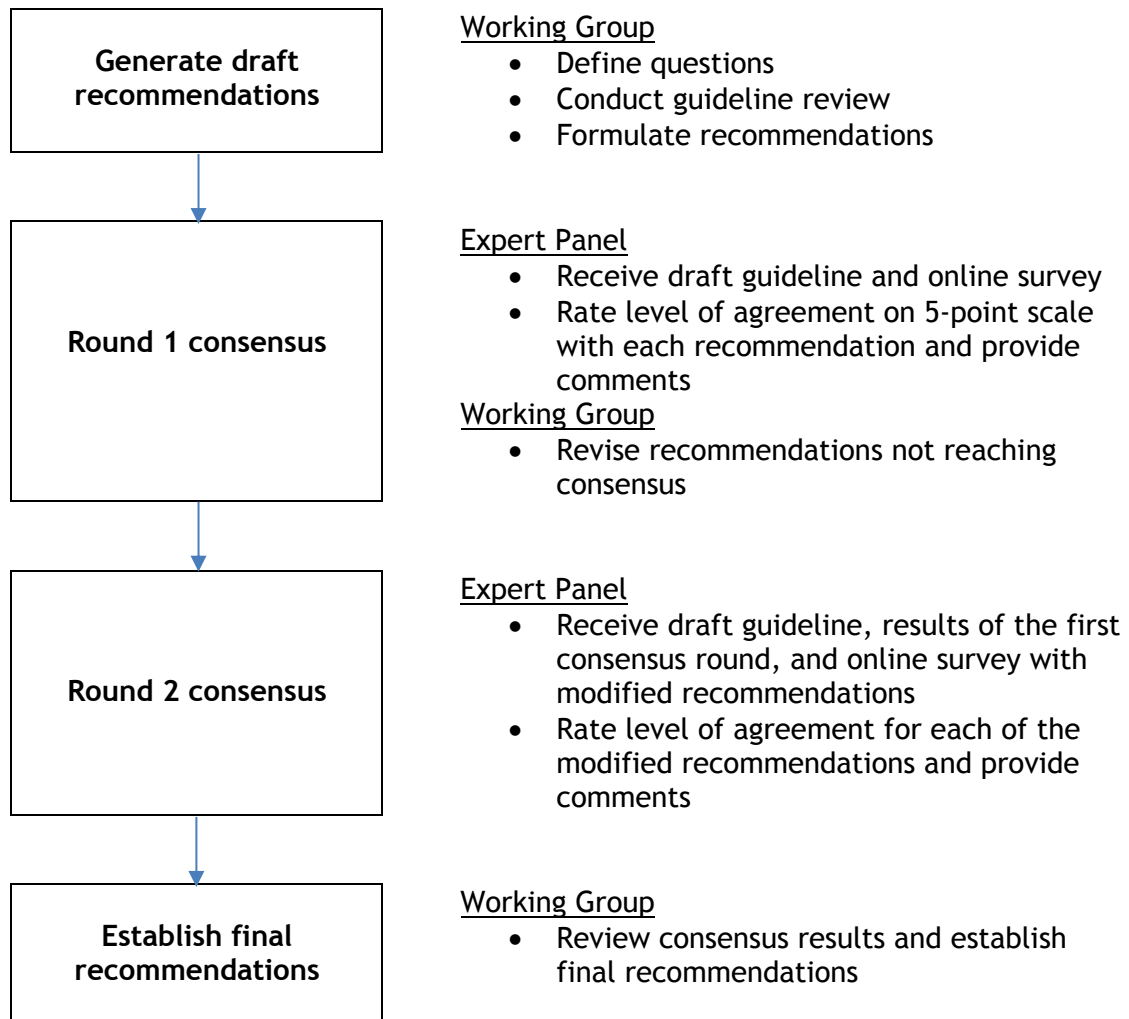 Generate draft
recommendations
Working Group
• Define questions
• Conduct guideline review
• Formulate recommendations
Round 1 consensus
Expert Panel
• Receive draft guideline and online survey
• Rate level of agreement on 5-point scale
with each recommendation and provide
comments
Working Group
• Revise recommendations not reaching
consensus
Round 2 consensus
Expert Panel
• Receive draft guideline, results of the first
consensus round, and online survey with
modified recommendations
• Rate level of agreement for each of the
modified recommendations and provide
comments
Establish final
recommendations
Working Group
• Review consensus results and establish
final recommendations